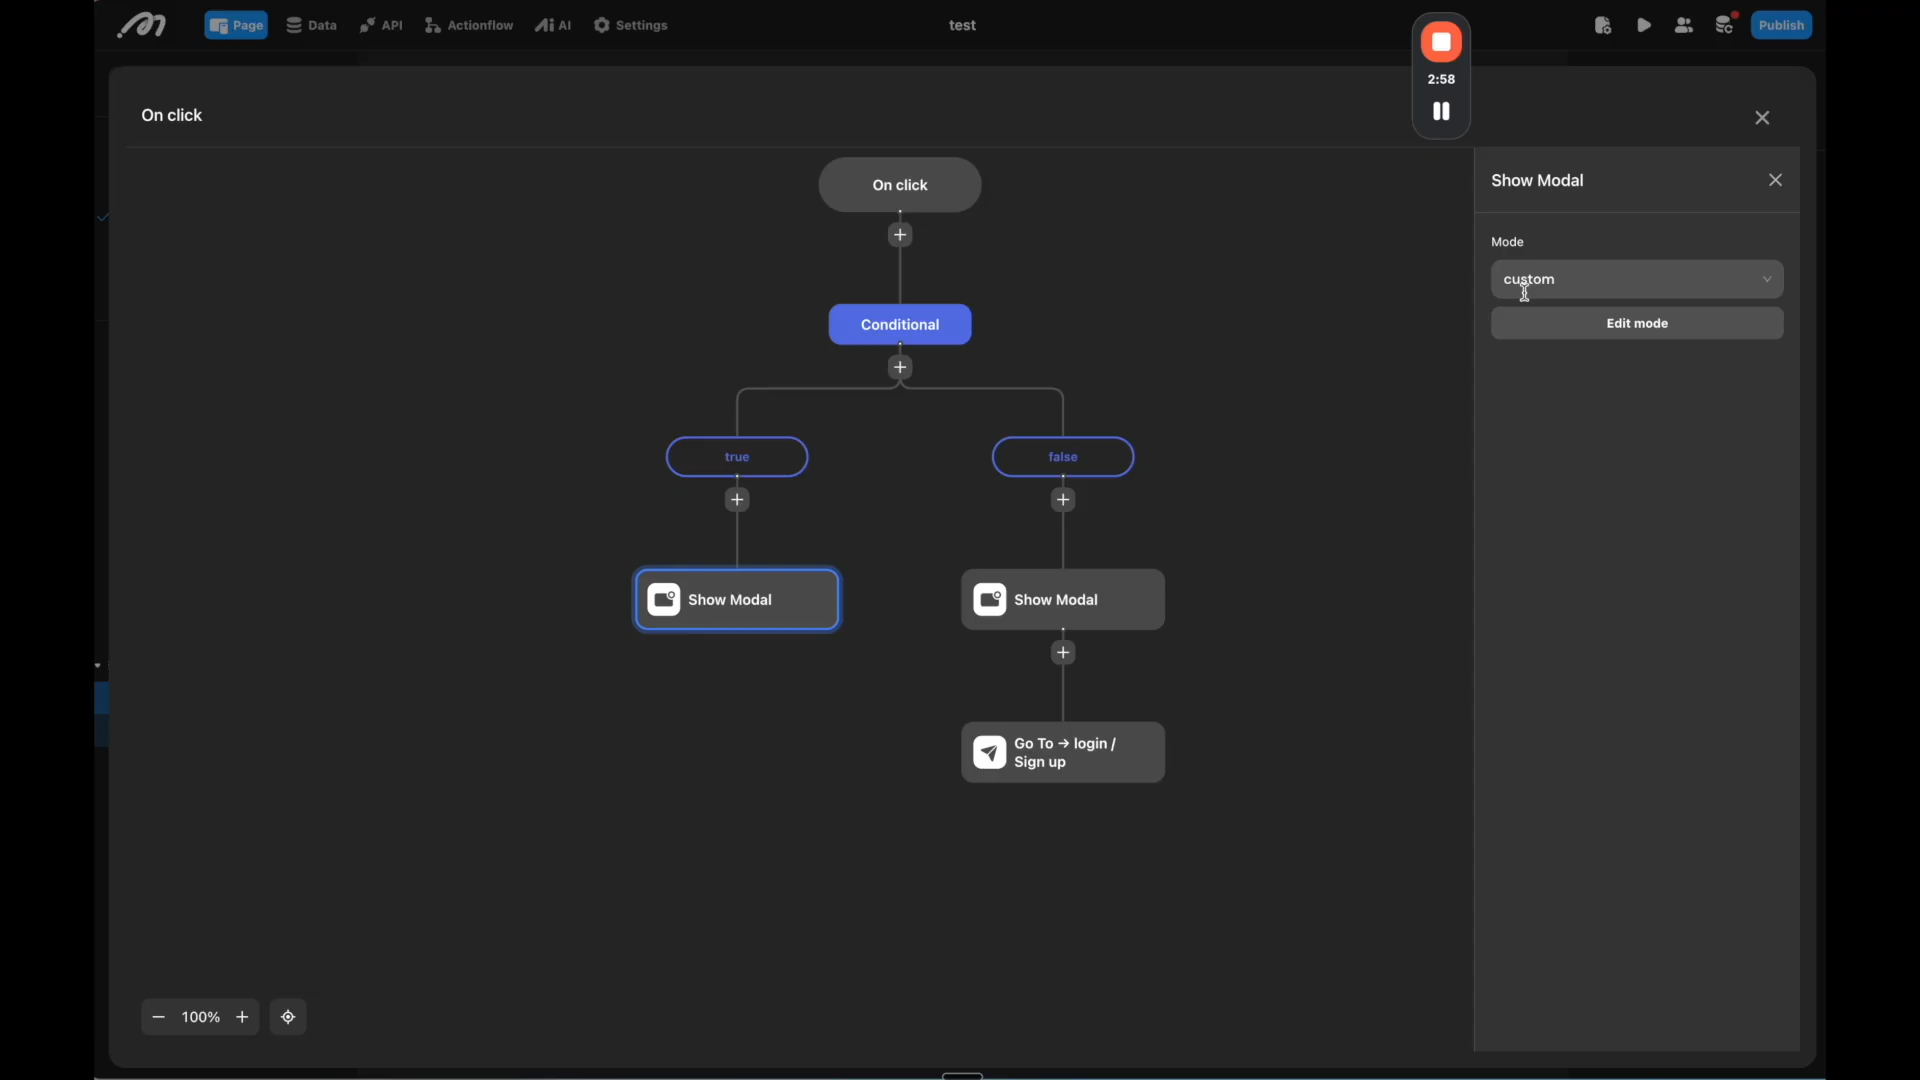 Page
Data
API
Actionflow
AI
Settings
test
2:58
Publish
On click
On click
Conditional
true
false
Show Modal
Show Modal
Go To → login /
Sign up
Show Modal
Mode
custom
Edit mode
100%